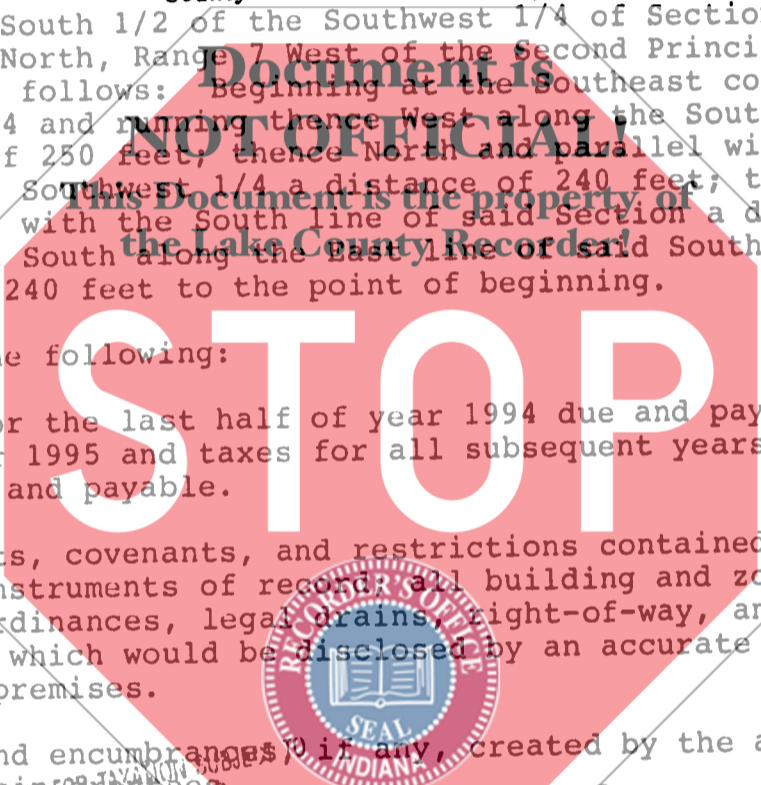 South 1/2 of the Southwest 1/4 of Sectio
North, Range 7 West of the Second Princi
Document is
follows: Beginning at the Southeast co
4 and running thence West along the Sout
NOT OFFICIAL!
f 250 feet; thence North and parallel wi
Southwest 1/4 a distance of 240 feet; t
This Document is the property of
with the South line of said Section a d
the Lake County Recorder!
South along the East line of said South
240 feet to the point of beginning.
e following:
STOP
r the last half of year 1994 due and pay
1995 and taxes for all subsequent years
and payable.
ts, covenants, and restrictions contained
nstruments of record; all building and zo
rdinances, legal drains, right-of-way, an
which would be disclosed by an accurate
premises.
RECORDER'S OFFICE
SEAL
INDIANA
nd encumbrances, if any, created by the a